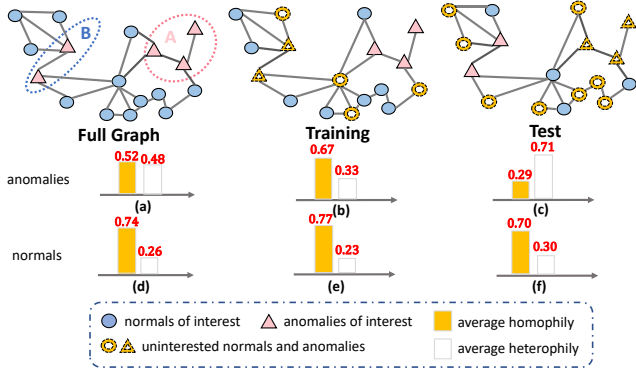 B
A
Full Graph
Training
Test
anomalies
0.52
0.48
(a)
0.67
0.33
(b)
0.29
0.71
(c)
normals
0.74
0.26
(d)
0.77
0.23
(e)
0.70
0.30
(f)
normals of interest
anomalies of interest
average homophily
uninterested normals and anomalies
average heterophily